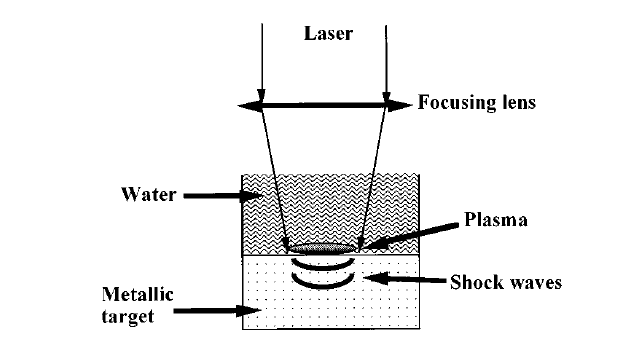 Laser
Focusing lens
Water
Plasma
Shock waves
Metallic
target